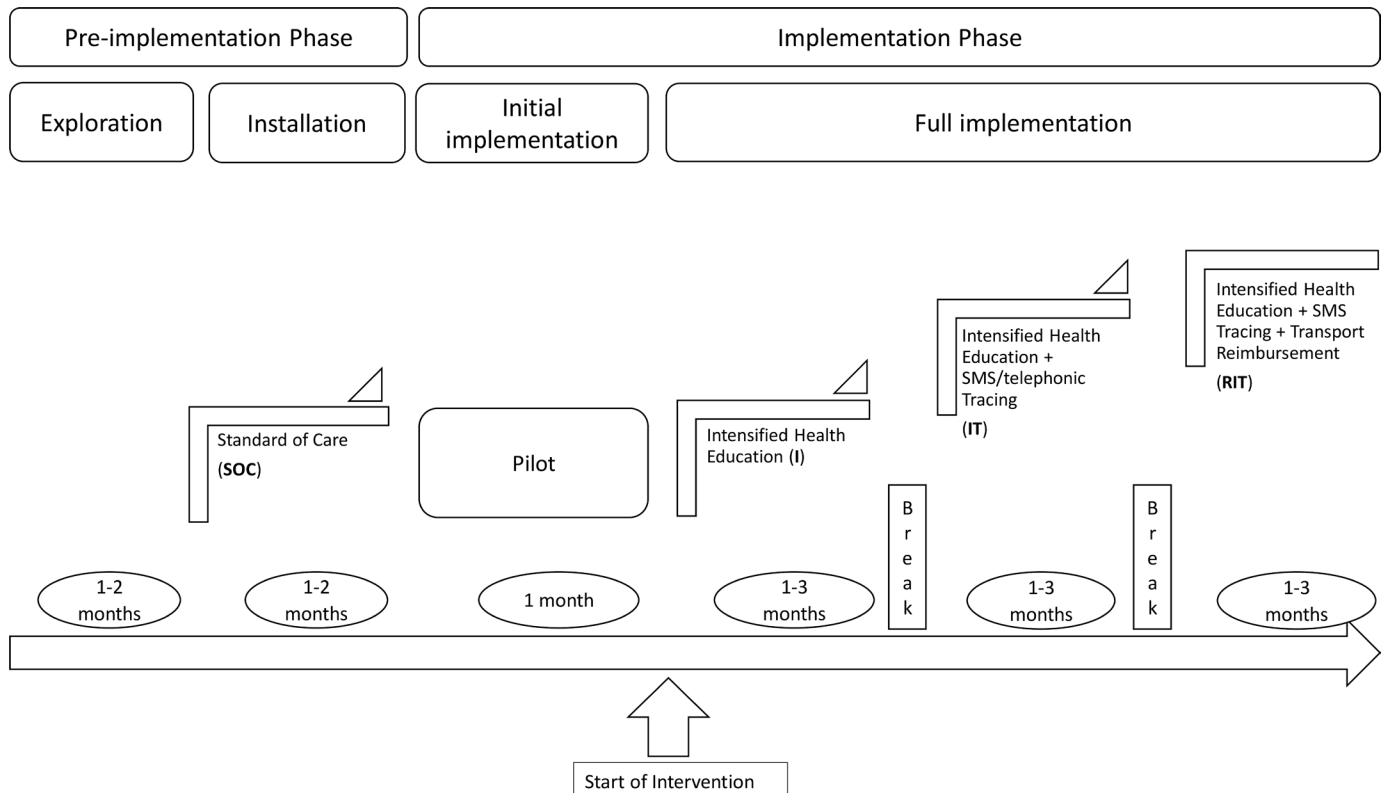 Pre-implementation Phase
Implementation Phase
Exploration
Installation
Initial
implementation
Full implementation
Standard of Care
(SOC)
Pilot
Intensified Health
Education (I)
Intensified Health
Education +
SMS/telephonic
Tracing
(IT)
Intensified Health
Education + SMS
Tracing + Transport
Reimbursement
(RIT)
B
r
e
a
k
B
r
e
a
k
1-2
months
1-2
months
1 month
1-3
months
1-3
months
1-3
months
Start of Intervention